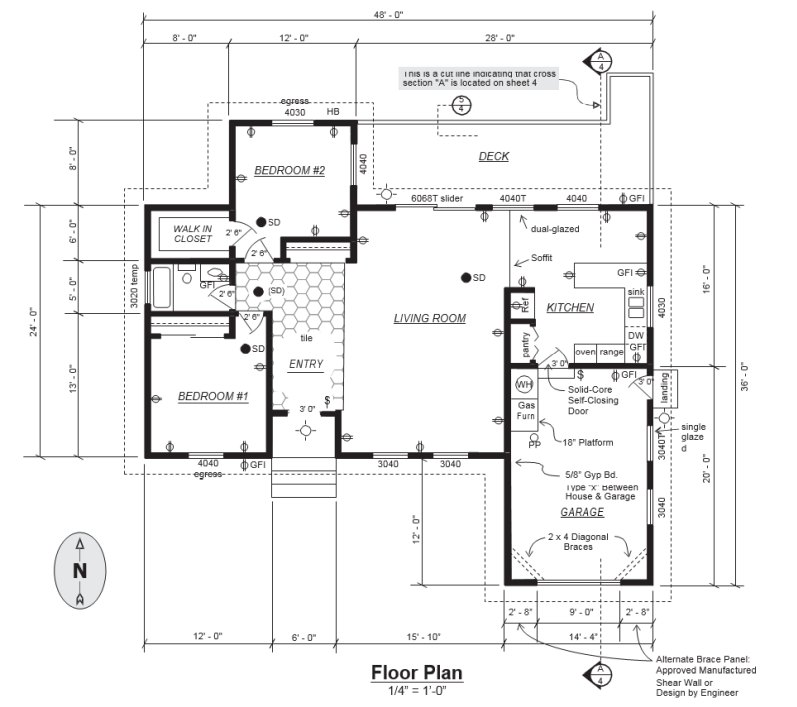 48' - 0"
8' - 0"
12' - 0"
28' - 0"
A
4
This is a cut line indicating that cross
section "A" is located on sheet 4
5
4
egress
4030
HB
8' - 0"
BEDROOM #2
4040
DECK
6068T slider
4040T
4040
GFI
WALK IN
CLOSET
2' 6"
SD
2' 6"
dual-glazed
Soffit
6' - 0"
3020 temp
GFI
2' 6"
(SD)
SD
GFI
sink
5' - 0"
24' - 0"
16' - 0"
36' - 0"
Ref
KITCHEN
4030
2' 6"
LIVING ROOM
tile
DW
GFI
pantry
oven
range
SD
ENTRY
3' 0"
$
GFI
3' 0"
landing
13' - 0"
BEDROOM #1
WH
Solid-Core
Self-Closing
Door
Gas
Furn
$
3' 0"
18" Platform
PP
single
glaze
d
3040T
4040
GFI
egress
3040
3040
5/8" Gyp Bd.
Type "X" Between
House & Garage
3040
20' - 0"
GARAGE
12' - 0"
2 x 4 Diagonal
Braces
N
2' - 8"
9' - 0"
2' - 8"
12' - 0"
6' - 0"
15' - 10"
14' - 4"
A
4
Alternate Brace Panel:
Approved Manufactured
Shear Wall or
Design by Engineer
Floor Plan
1/4" = 1'-0"